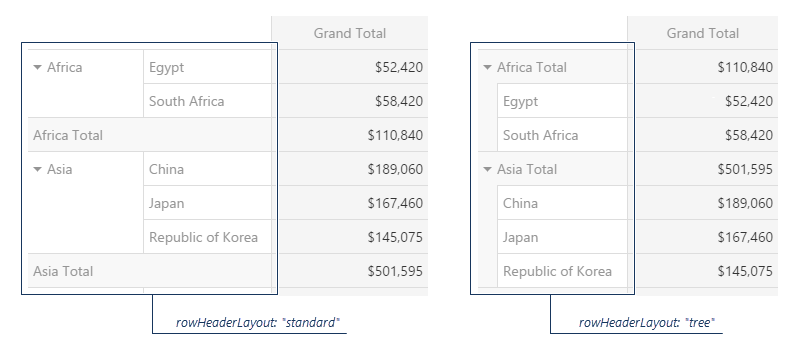 Grand Total
Africa Egypt $52,420
South Africa $58,420
Africa Total $110,840
Asia China $189,060
Japan $167,460
Republic of Korea $145,075
Asia Total $501,595
rowHeaderLayout: "standard"
Grand Total
Africa Total $110,840
Egypt $52,420
South Africa $58,420
Asia Total $501,595
China $189,060
Japan $167,460
Republic of Korea $145,075
rowHeaderLayout: "tree"